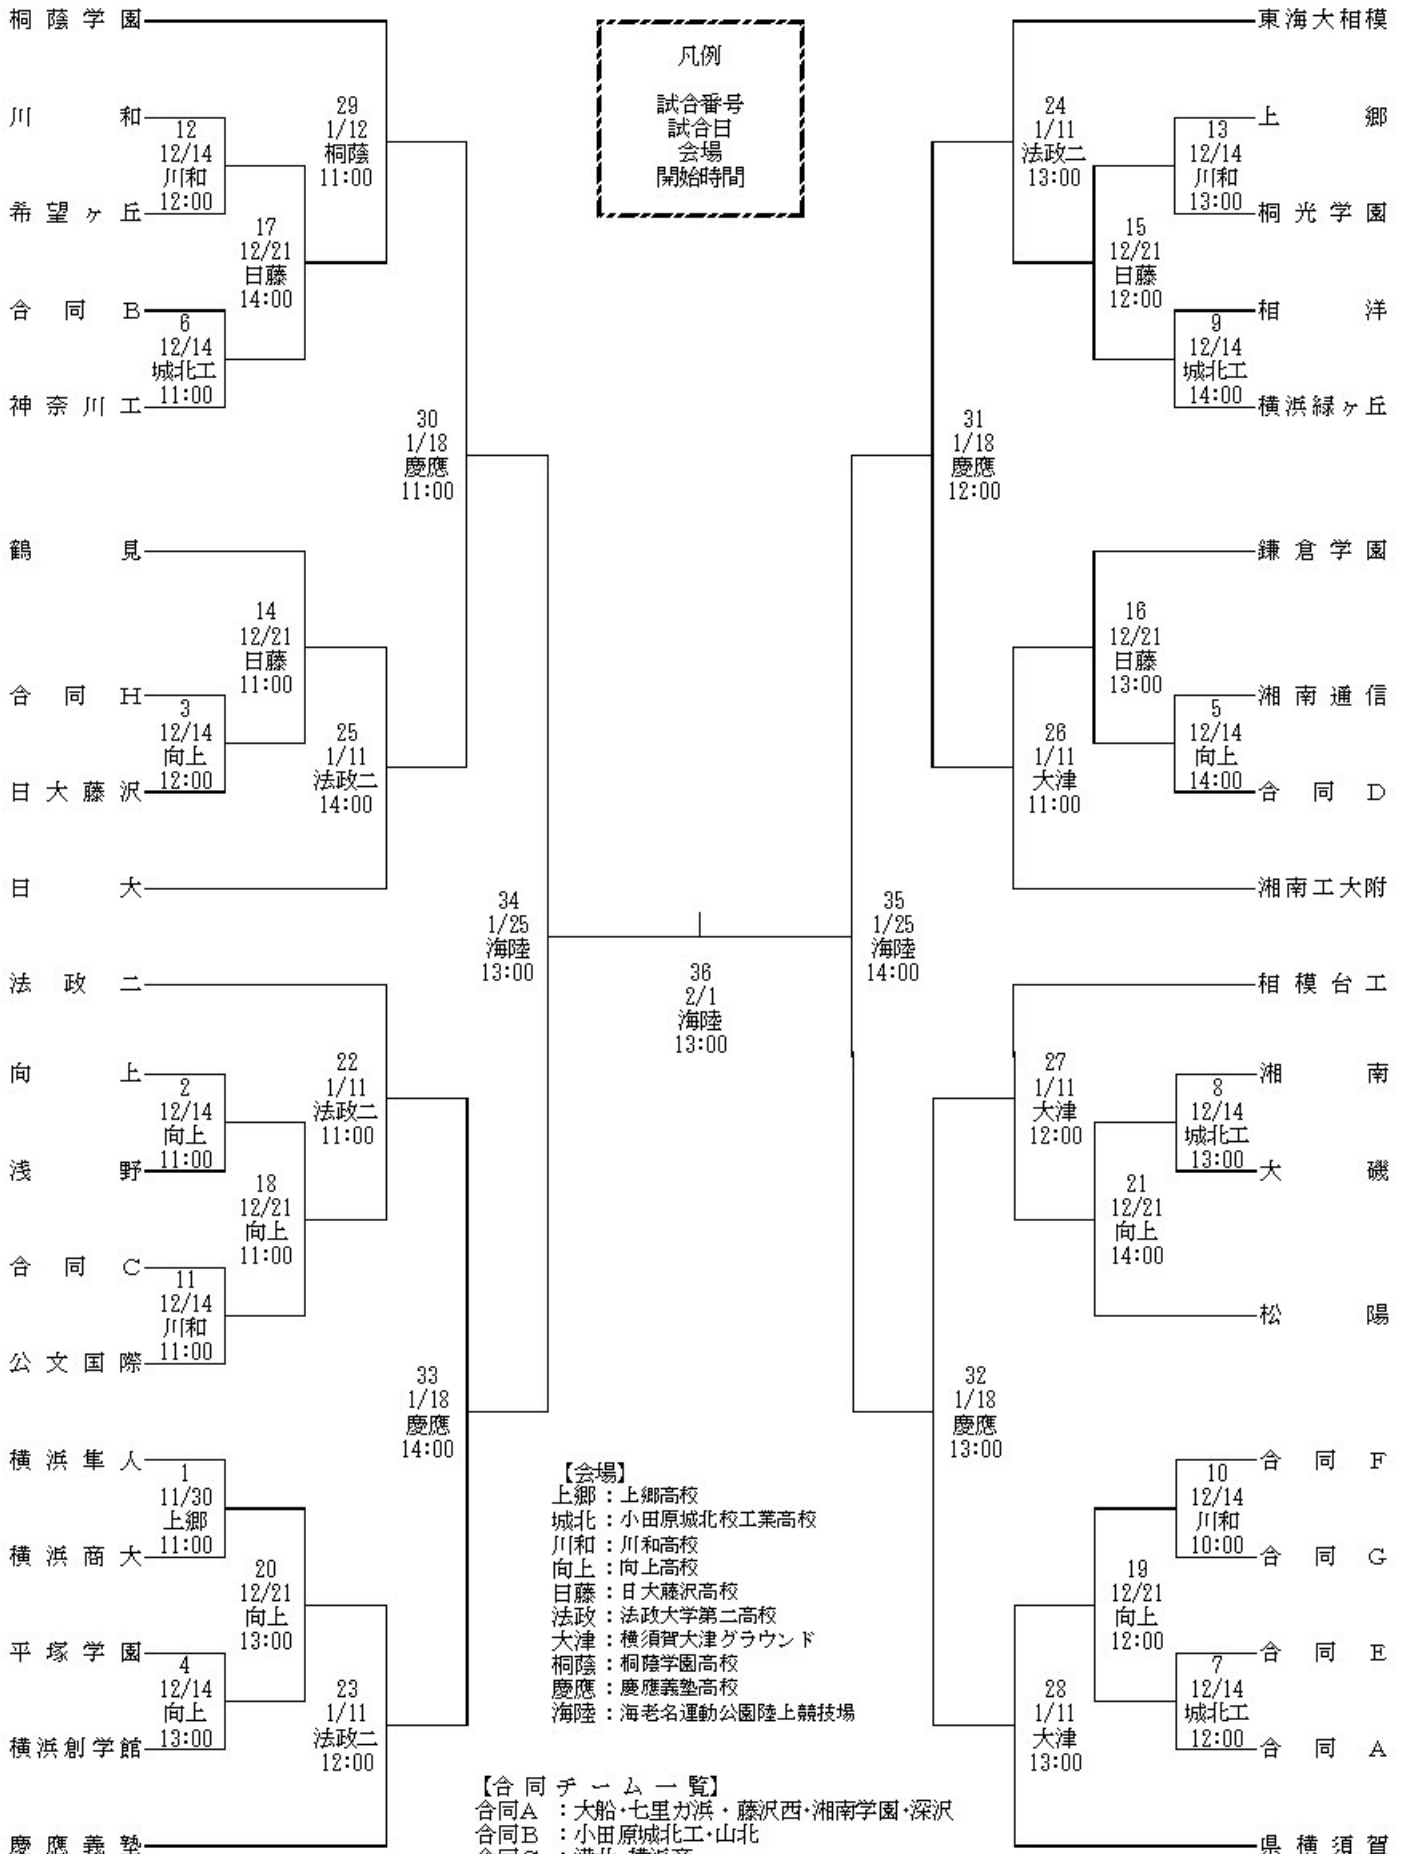 桐蔭学園
川和
12
12/14
川和
12:00
希望ヶ丘
29
1/12
桐蔭
11:00
17
12/21
日藤
14:00
合同B
6
12/14
城北工
11:00
神奈川工
30
1/18
慶應
11:00
鶴見
14
12/21
日藤
11:00
合同H
3
12/14
向上
12:00
日大藤沢
25
1/11
法政二
14:00
日大
34
1/25
海陸
13:00
法政二
向上
2
12/14
向上
11:00
浅野
22
1/11
法政二
11:00
18
12/21
向上
11:00
合同C
11
12/14
川和
11:00
公文国際
33
1/18
慶應
14:00
横浜隼人
1
11/30
上郷
11:00
横浜商大
20
12/21
向上
13:00
平塚学園
4
12/14
向上
13:00
横浜創学館
23
1/11
法政二
12:00
慶應義塾
凡例
試合番号
試合日
会場
開始時間
36
2/1
海陸
13:00
東海大相模
24
1/11
法政二
13:00
上郷
13
12/14
川和
13:00
桐光学園
15
12/21
日藤
12:00
相洋
9
12/14
城北工
14:00
横浜緑ヶ丘
31
1/18
慶應
12:00
鎌倉学園
16
12/21
日藤
13:00
湘南通信
5
12/14
向上
14:00
合同D
26
1/11
大津
11:00
湘南工大附
35
1/25
海陸
14:00
相模台工
27
1/11
大津
12:00
湘南
8
12/14
城北工
13:00
大磯
21
12/21
向上
14:00
松陽
32
1/18
慶應
13:00
合同F
10
12/14
川和
10:00
合同G
19
12/21
向上
12:00
合同E
7
12/14
城北工
12:00
合同A
28
1/11
大津
13:00
県横須賀
【会場】
上郷：上郷高校
城北：小田原城北校工業高校
川和：川和高校
向上：向上高校
日藤：日大藤沢高校
法政：法政大学第二高校
大津：横須賀大津グラウンド
桐蔭：桐蔭学園高校
慶應：慶應義塾高校
海陸：海老名運動公園陸上競技場
【合同チーム一覧】
合同A：大船・七里ガ浜・藤沢西・湘南学園・深沢
合同B：小田原城北工・山北